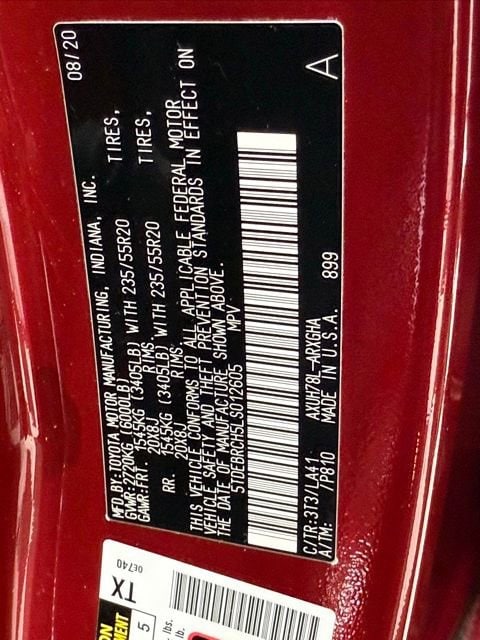 MFD.BY:TOYOTA MOTOR MANUFACTURING, INDIANA, INC. 08/20
GVWR:2720KG(6000LB)
GAWR:FRT. 1545KG (3405LB) WITH 235/55R20 TIRES,
20X8J RIMS
RR. 1545KG (3405LB) WITH 235/55R20 TIRES,
20X8J RIMS
THIS VEHICLE CONFORMS TO ALL APPLICABLE FEDERAL MOTOR
VEHICLE SAFETY AND THEFT PREVENTION STANDARDS IN EFFECT ON
THE DATE OF MANUFACTURE SHOWN ABOVE.
5TDEBRCH5LS012605 MPV
C/TR:3T3/LA41 AXUH78L-ARXGHA 899 A
A/TM: /P810 MADE IN U.S.A.
TX
0E740
5
lbs.
lb.